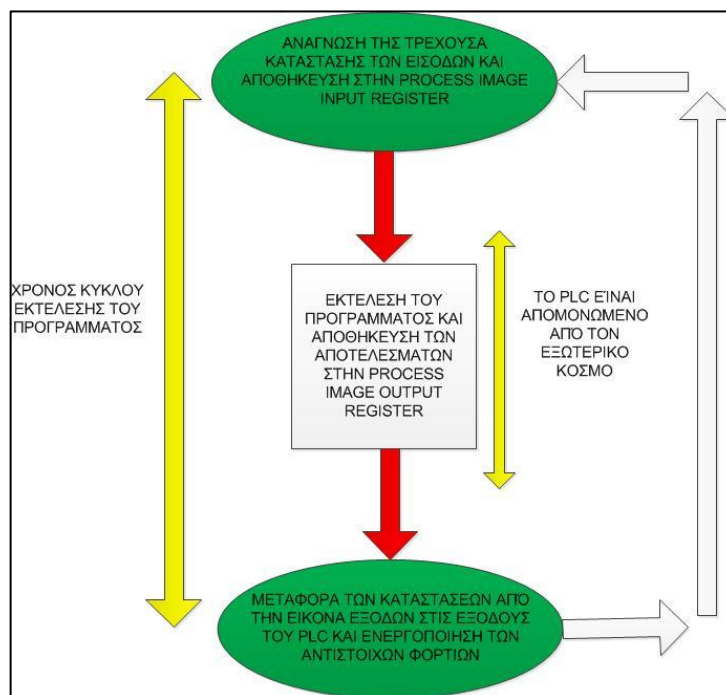 ΑΝΑΓΝΩΣΗ ΤΗΣ ΤΡΕΧΟΥΣΑ
ΚΑΤΑΣΤΑΣΗΣ ΤΩΝ ΕΙΣΟΔΩΝ ΚΑΙ
ΑΠΟΘΗΚΕΥΣΗ ΣΤΗΝ PROCESS IMAGE
INPUT REGISTER
ΧΡΟΝΟΣ ΚΥΚΛΟΥ
ΕΚΤΕΛΕΣΗΣ ΤΟΥ
ΠΡΟΓΡΑΜΜΑΤΟΣ
ΕΚΤΕΛΕΣΗ ΤΟΥ
ΠΡΟΓΡΑΜΜΑΤΟΣ ΚΑΙ
ΑΠΟΘΗΚΕΥΣΗ ΤΩΝ
ΑΠΟΤΕΛΕΣΜΑΤΩΝ
ΣΤΗΝ PROCESS
IMAGE OUTPUT
REGISTER
ΤΟ PLC ΕΊΝΑΙ
ΑΠΟΜΟΝΩΜΕΝΟ
ΑΠΌ ΤΟΝ
ΕΞΩΤΕΡΙΚΟ
ΚΟΣΜΟ
ΜΕΤΑΦΟΡΑ ΤΩΝ ΚΑΤΑΣΤΑΣΕΩΝ ΑΠΌ
ΤΗΝ ΕΙΚΟΝΑ ΕΞΟΔΩΝ ΣΤΙΣ ΕΞΟΔΟΥΣ
ΤΟΥ PLC ΚΑΙ ΕΝΕΡΓΟΠΟΙΗΣΗ ΤΩΝ
ΑΝΤΙΣΤΟΙΧΩΝ ΦΟΡΤΙΩΝ